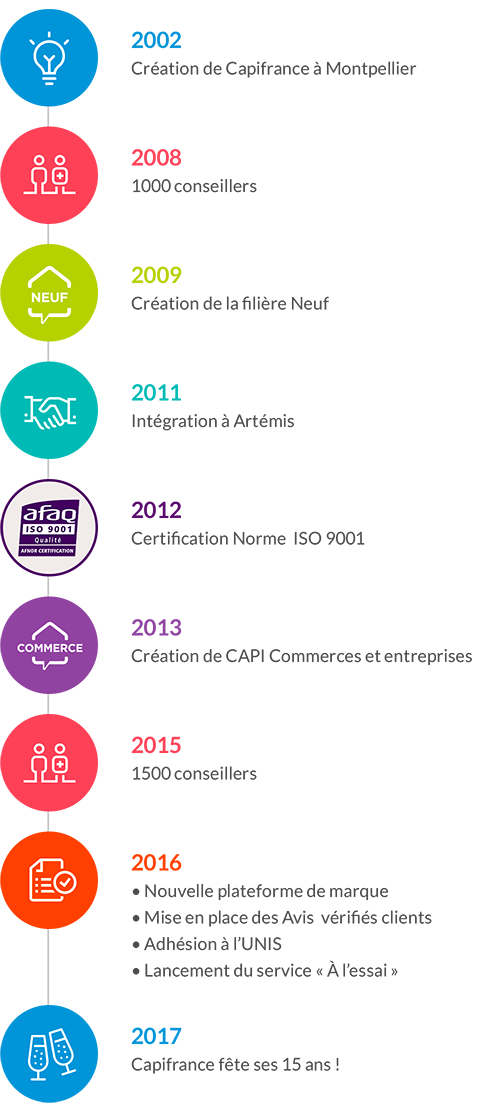 2002
Création de Capifrance à Montpellier
2008
1000 conseillers
NEUF
2009
Création de la filière Neuf
2011
Intégration à Artémis
afaq
ISO 9001
Qualité
AFNOR CERTIFICATION
2012
Certification Norme ISO 9001
COMMERCE
2013
Création de CAPI Commerces et entreprises
2015
1500 conseillers
2016
• Nouvelle plateforme de marque
• Mise en place des Avis vérifiés clients
• Adhésion à l’UNIS
• Lancement du service « À l’essai »
2017
Capifrance fête ses 15 ans !